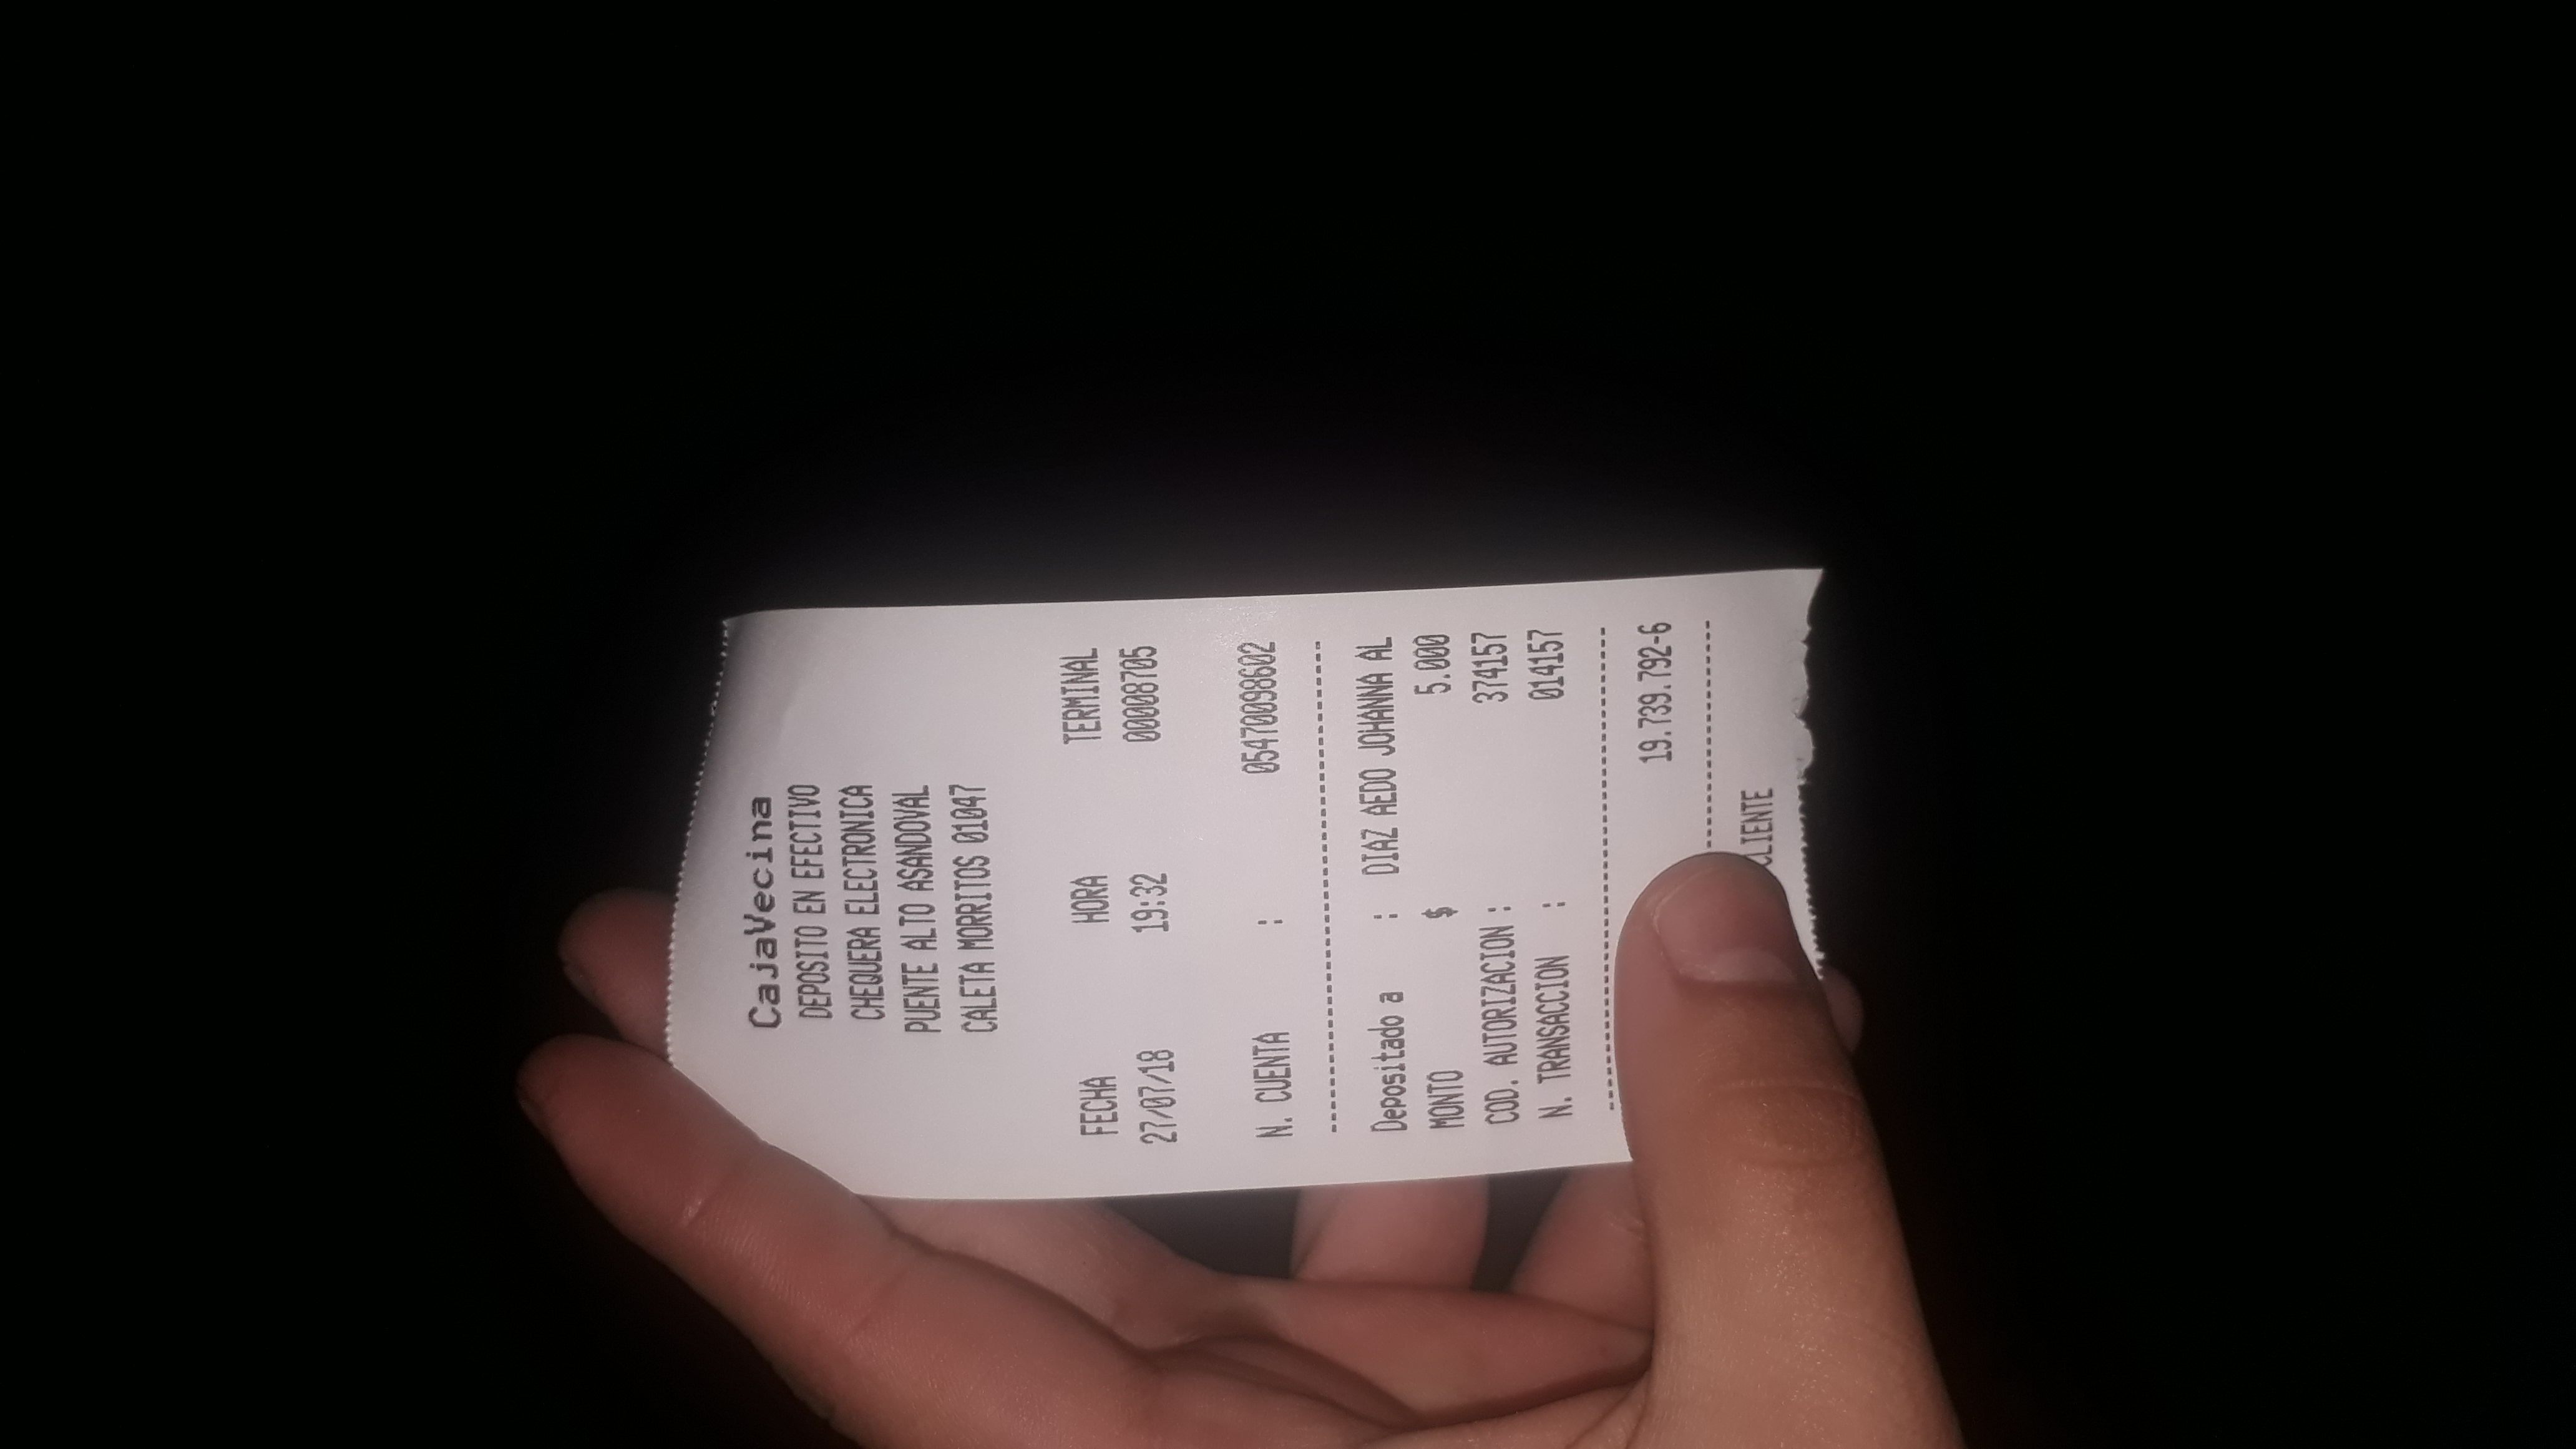 CajaVecina
DEPOSITO EN EFECTIVO
CHEQUERA ELECTRONICA
PUENTE ALTO ASANDOVAL
CALETA MORRITOS 01047
FECHA HORA TERMINAL
27/07/18 19:32 00008705
N. CUENTA : 05470098602
Depositado a : DIAZ AEDO JOHANNA AL
MONTO $ 5.000
COD. AUTORIZACION : 374157
N. TRANSACCION : 014157
19.739.792-6
CLIENTE